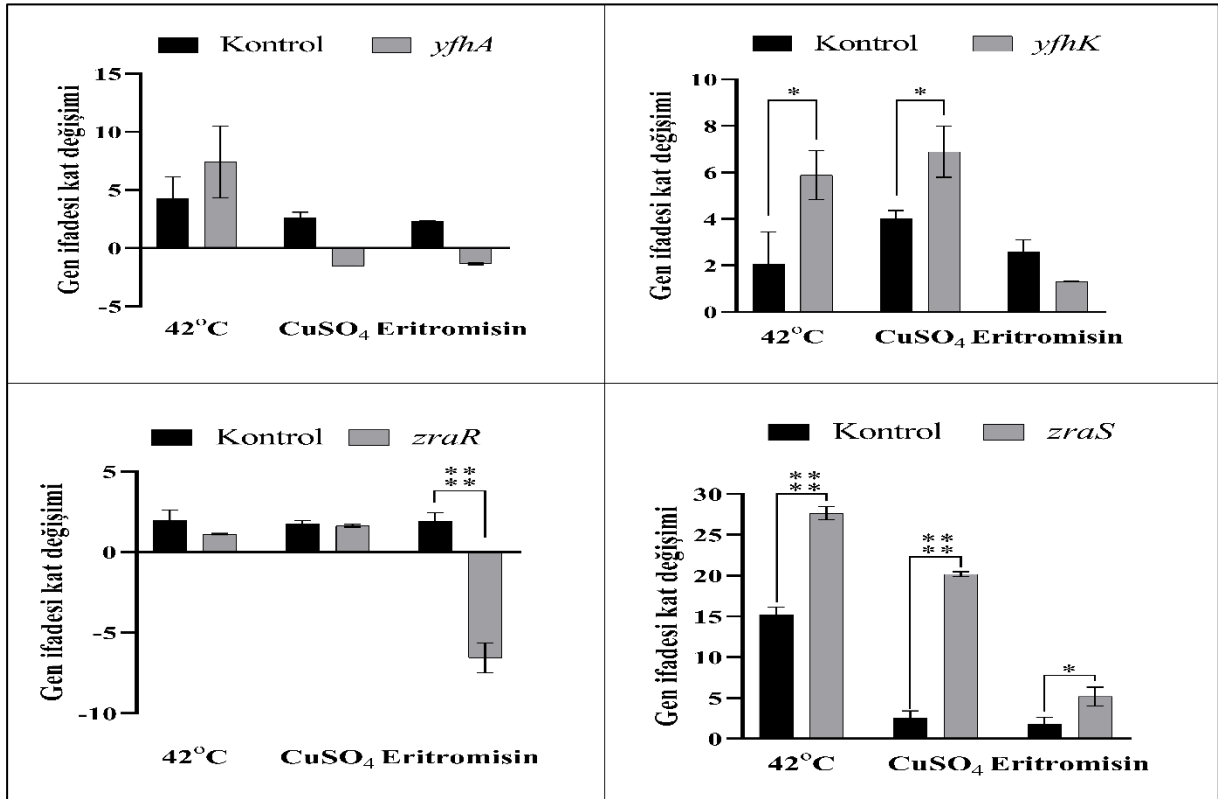 Kontrol yfhA
Gen ifadesi kat değişimi
15
10
5
0
-5
42°C CuSO₄ Eritromisin
Kontrol yfhK
Gen ifadesi kat değişimi
10
8
6
4
2
0
* *
42°C CuSO₄ Eritromisin
Kontrol zraR
Gen ifadesi kat değişimi
5
0
-5
-10
**
**
42°C CuSO₄ Eritromisin
Kontrol zraS
Gen ifadesi kat değişimi
30
25
20
15
10
5
0
**
**
**
**
*
42°C CuSO₄ Eritromisin